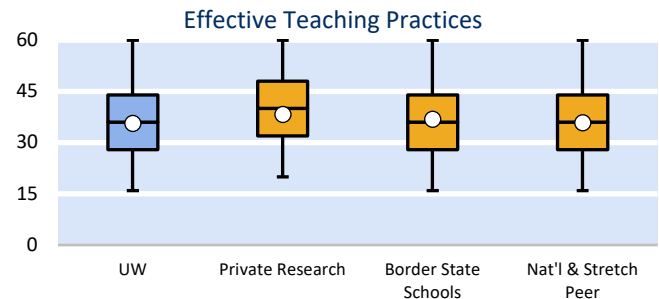 Effective Teaching Practices
60
45
30
15
0
UW
Private Research
Border State
Schools
Nat'l & Stretch
Peer